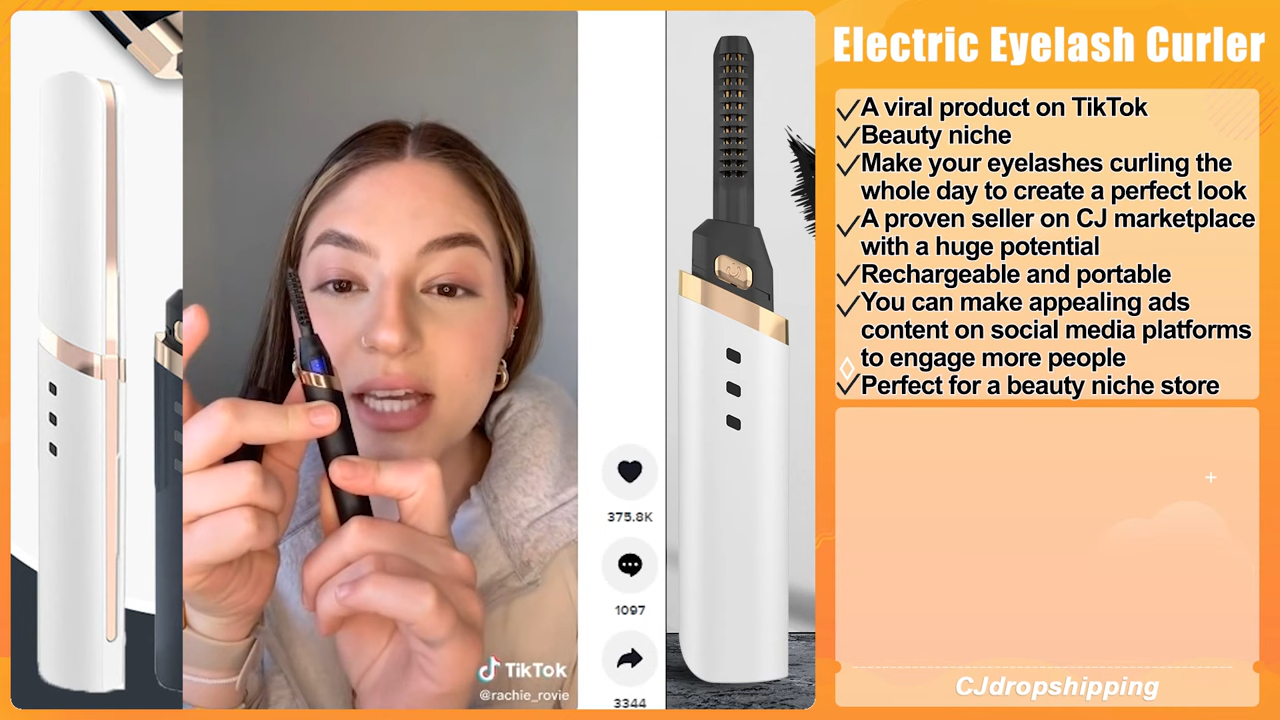 Electric Eyelash Curler
A viral product on TikTok
Beauty niche
Make your eyelashes curling the
whole day to create a perfect look
A proven seller on CJ marketplace
with a huge potential
Rechargeable and portable
You can make appealing ads
content on social media platforms
to engage more people
Perfect for a beauty niche store
375.8K
1097
3344
TikTok
@rachie_rovie
CJdropshipping